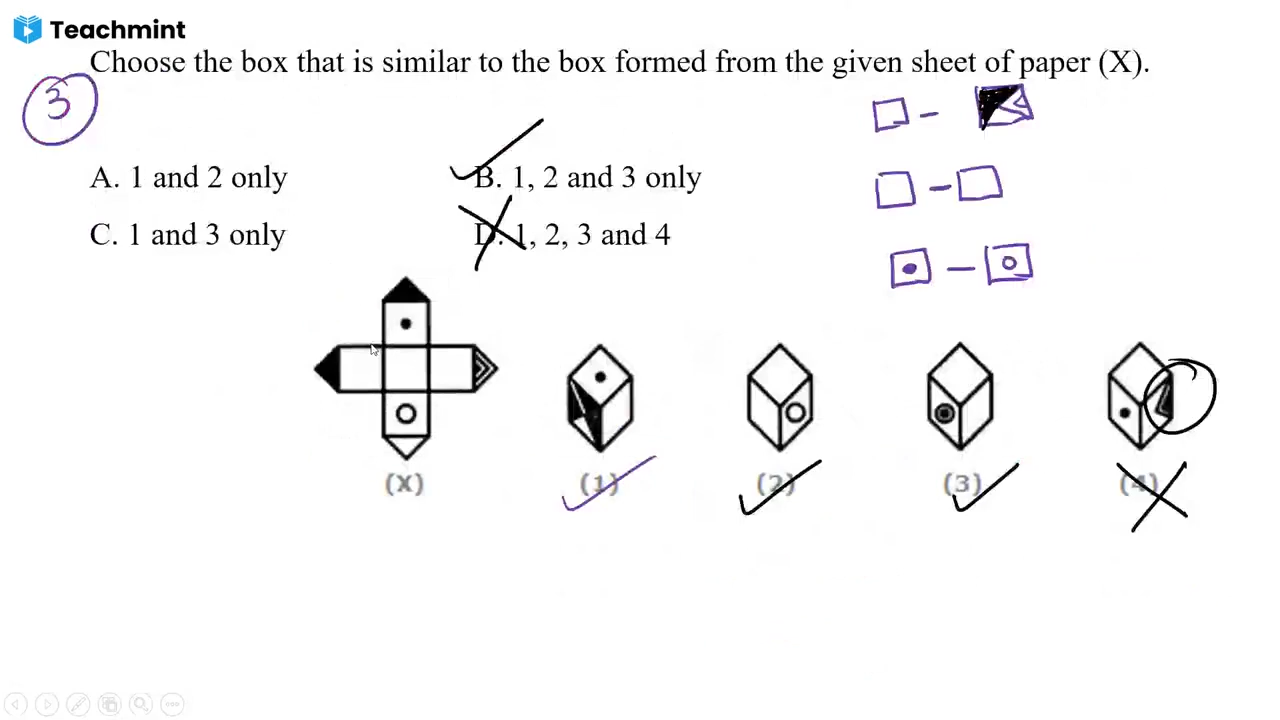 Teachmint
Choose the box that is similar to the box formed from the given sheet of paper (X).
3
A. 1 and 2 only
B. 1, 2 and 3 only
C. 1 and 3 only
D. 1, 2, 3 and 4
(X)
(1)
(2)
(3)
(4)